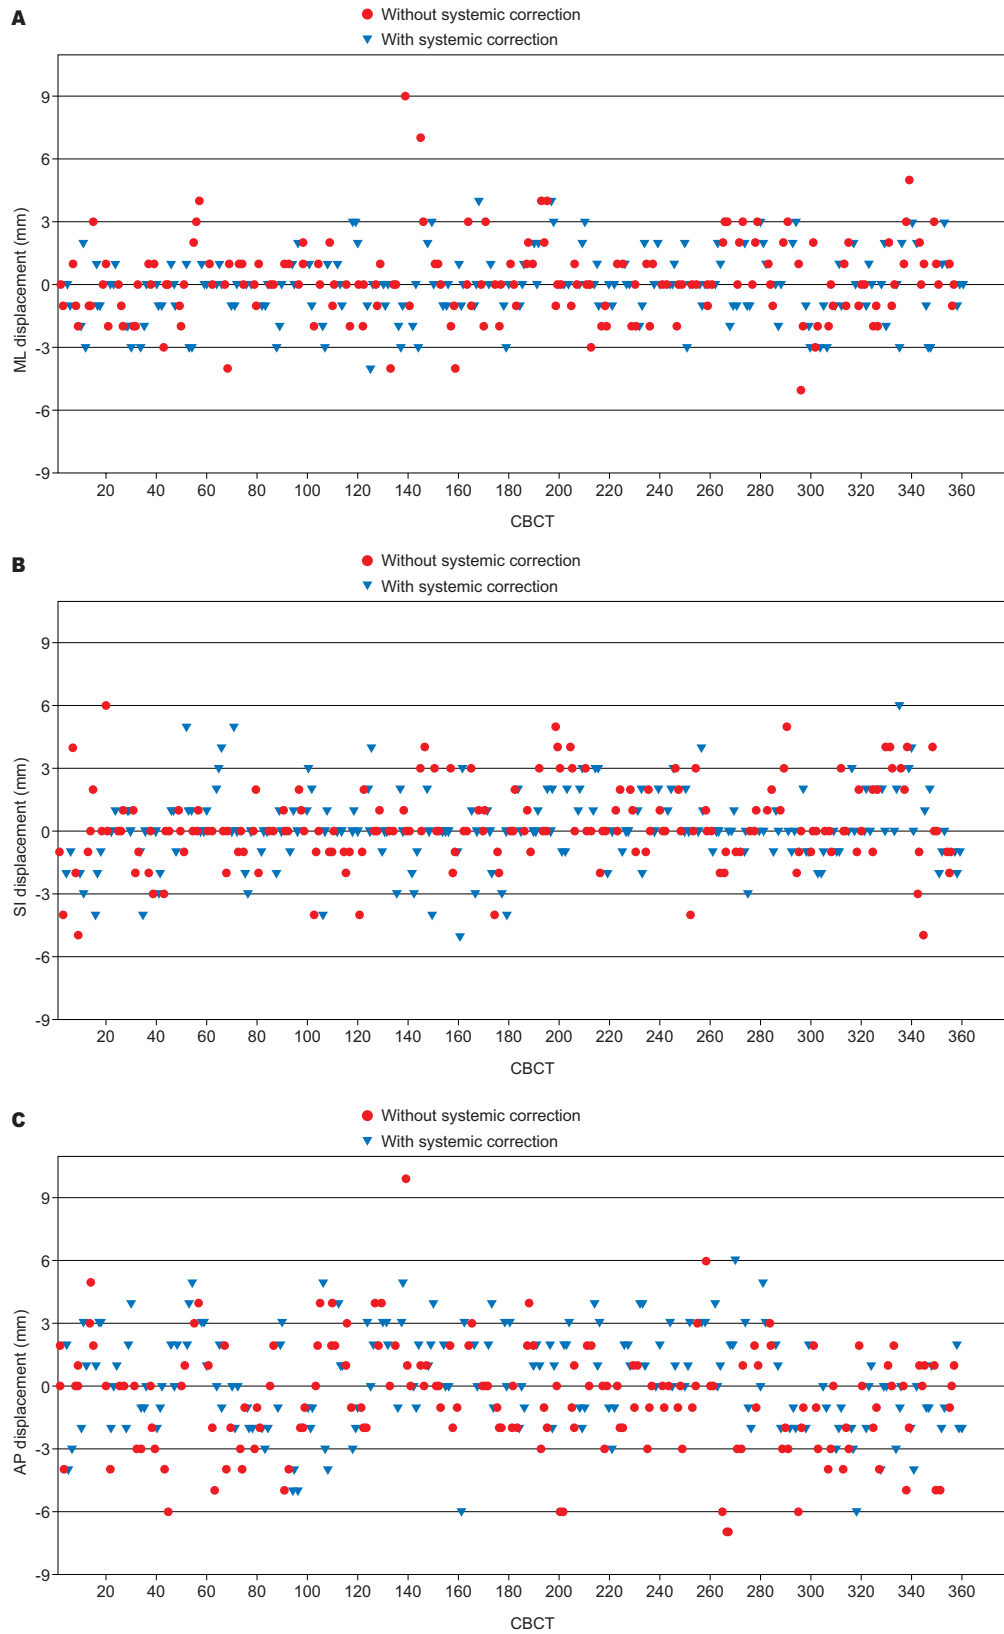 A
Without systemic correction
With systemic correction
ML displacement (mm)
9
6
3
0
-3
-6
-9
20 40 60 80 100 120 140 160 180 200 220 240 260 280 300 320 340 360
CBCT
B
Without systemic correction
With systemic correction
SI displacement (mm)
9
6
3
0
-3
-6
-9
20 40 60 80 100 120 140 160 180 200 220 240 260 280 300 320 340 360
CBCT
C
Without systemic correction
With systemic correction
AP displacement (mm)
9
6
3
0
-3
-6
-9
20 40 60 80 100 120 140 160 180 200 220 240 260 280 300 320 340 360
CBCT